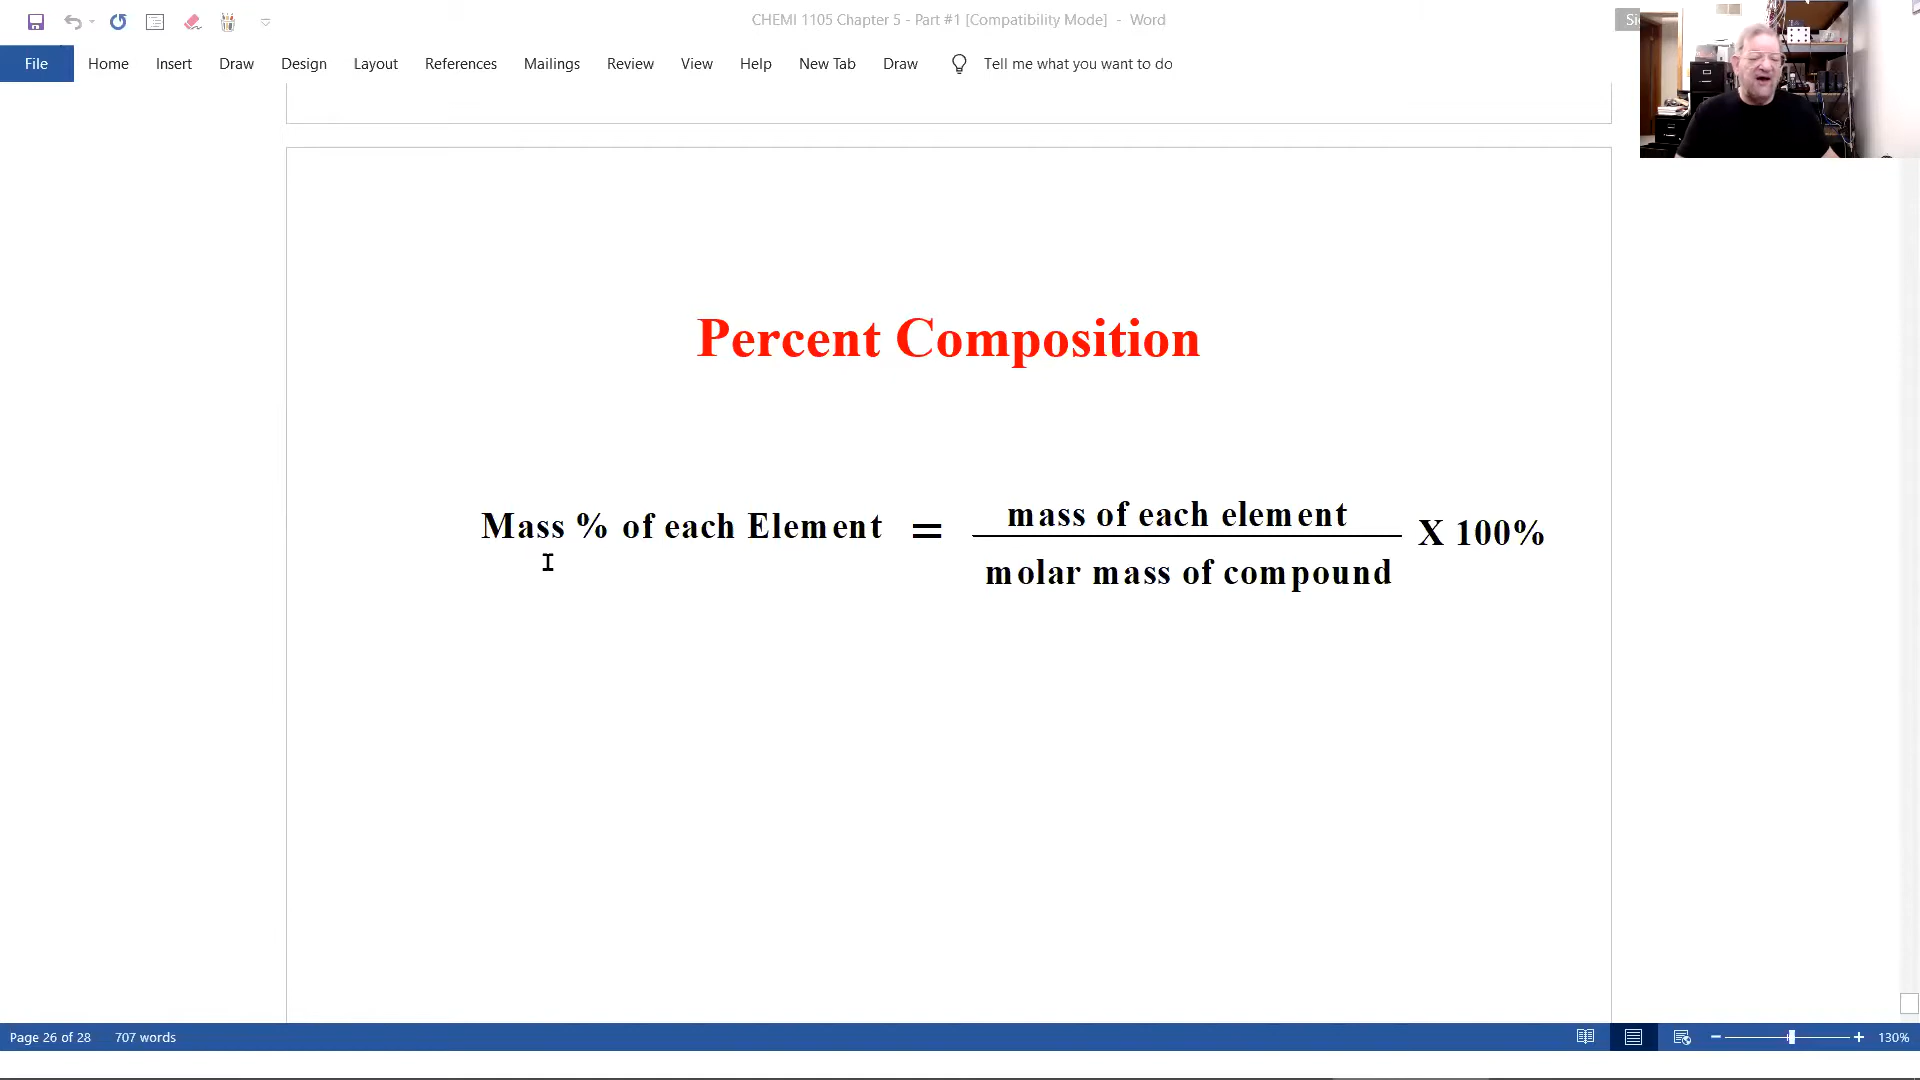 CHEMI 1105 Chapter 5 - Part #1 [Compatibility Mode] - Word
File Home Insert Draw Design Layout References Mailings Review View Help New Tab Draw Tell me what you want to do
Percent Composition
Mass % of each Element = mass of each element X 100%
molar mass of compound
Page 26 of 28 707 words
130%